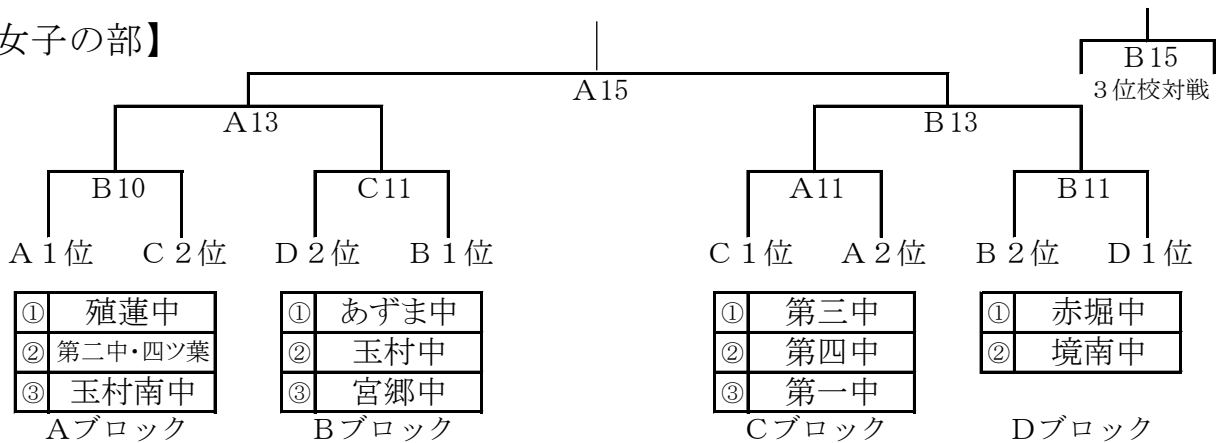 女子の部】
B15
3位校対戦
A15
A13
B13
B10
C11
A11
B11
A1位 C2位 D2位 B1位 C1位 A2位 B2位 D1位
① 殖蓮中 ① あずま中 ① 第三中 ① 赤堀中
② 第二中・四ツ葉 ② 玉村中 ② 第四中 ② 境南中
③ 玉村南中 ③ 宮郷中 ③ 第一中
Aブロック Bブロック Cブロック Dブロック